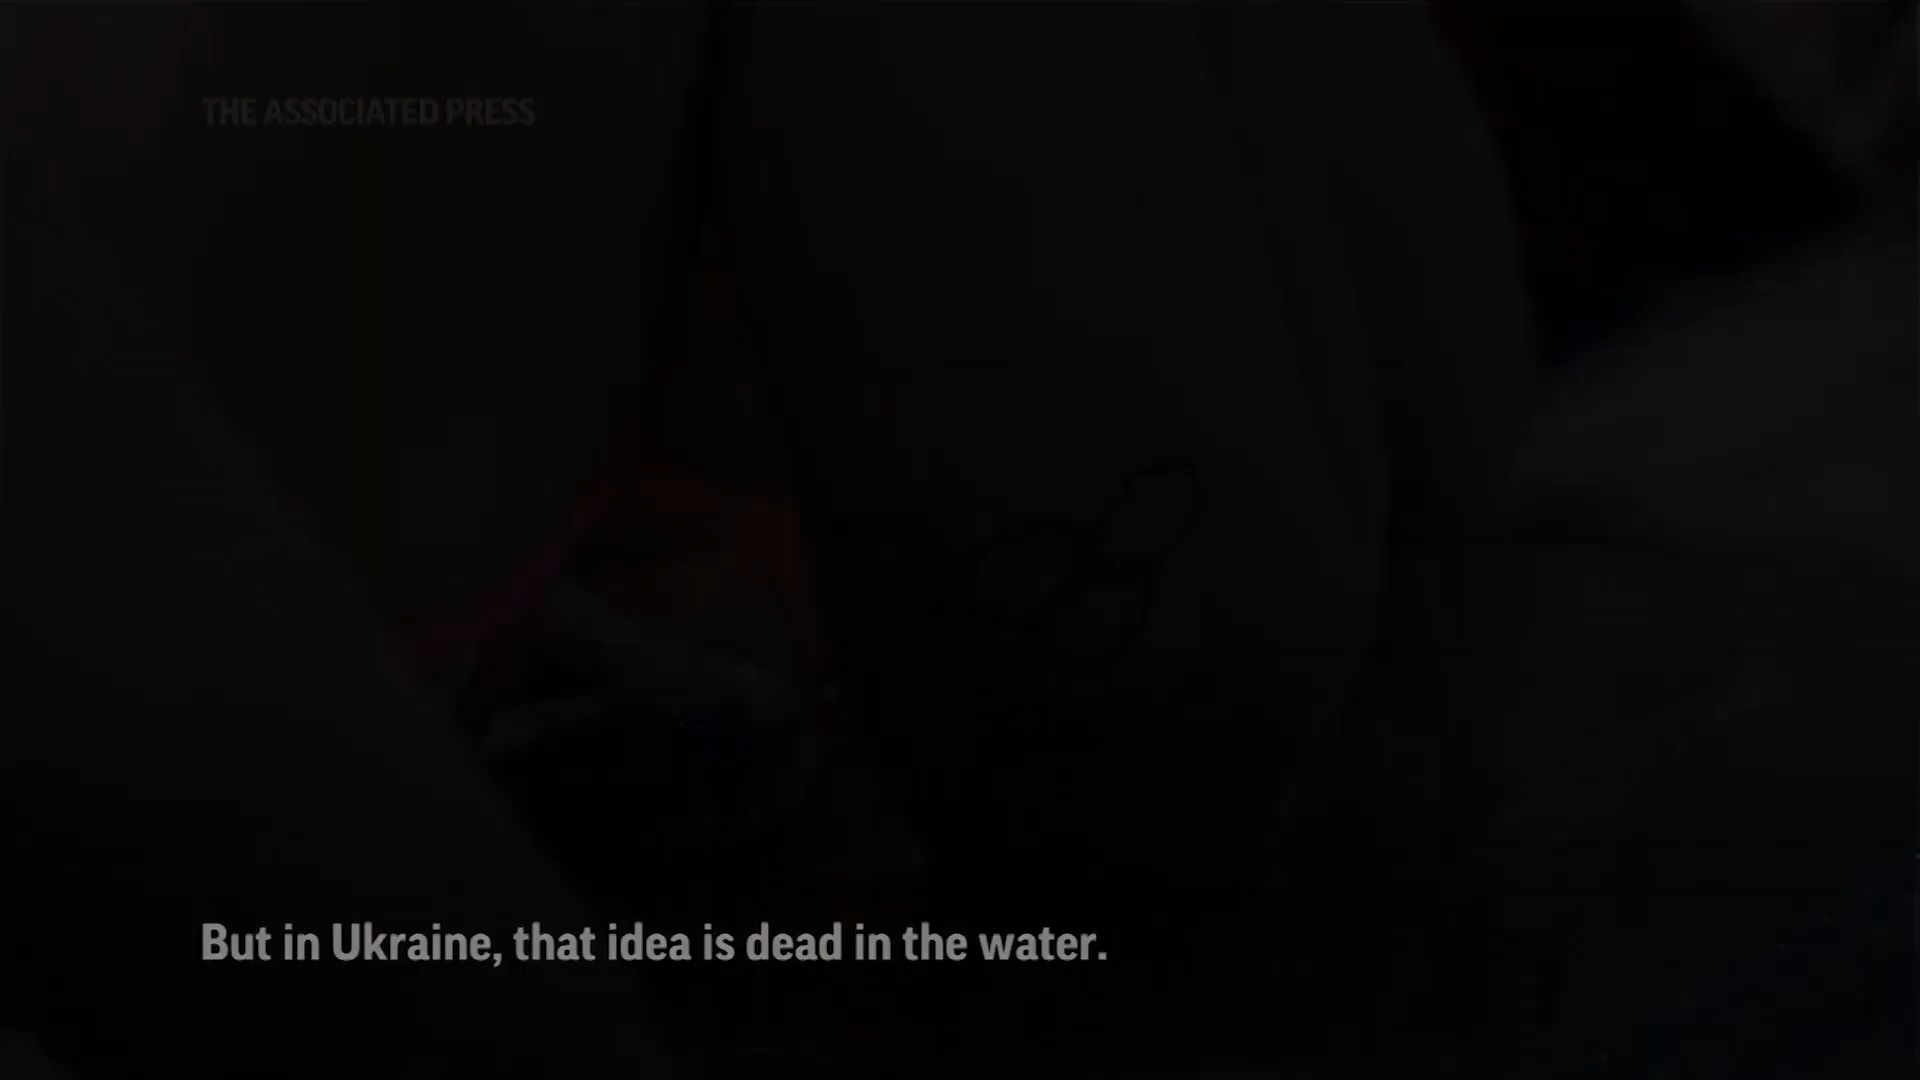 THE ASSOCIATED PRESS
But in Ukraine, that idea is dead in the water.